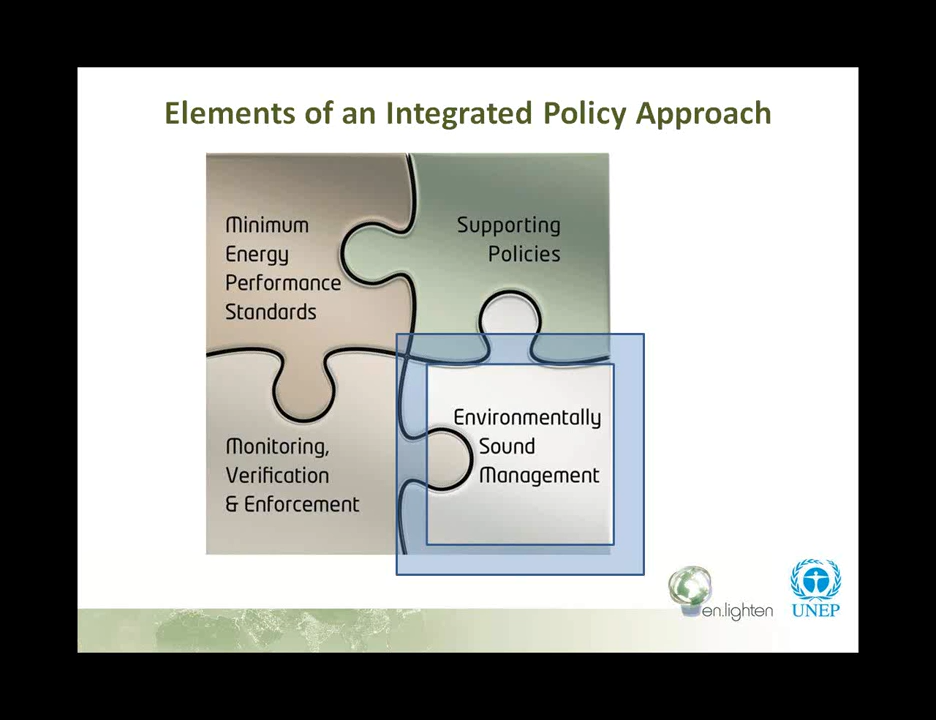 Elements of an Integrated Policy Approach
Minimum
Energy
Performance
Standards
Supporting
Policies
Monitoring,
Verification
& Enforcement
Environmentally
Sound
Management
en.lighten
UNEP